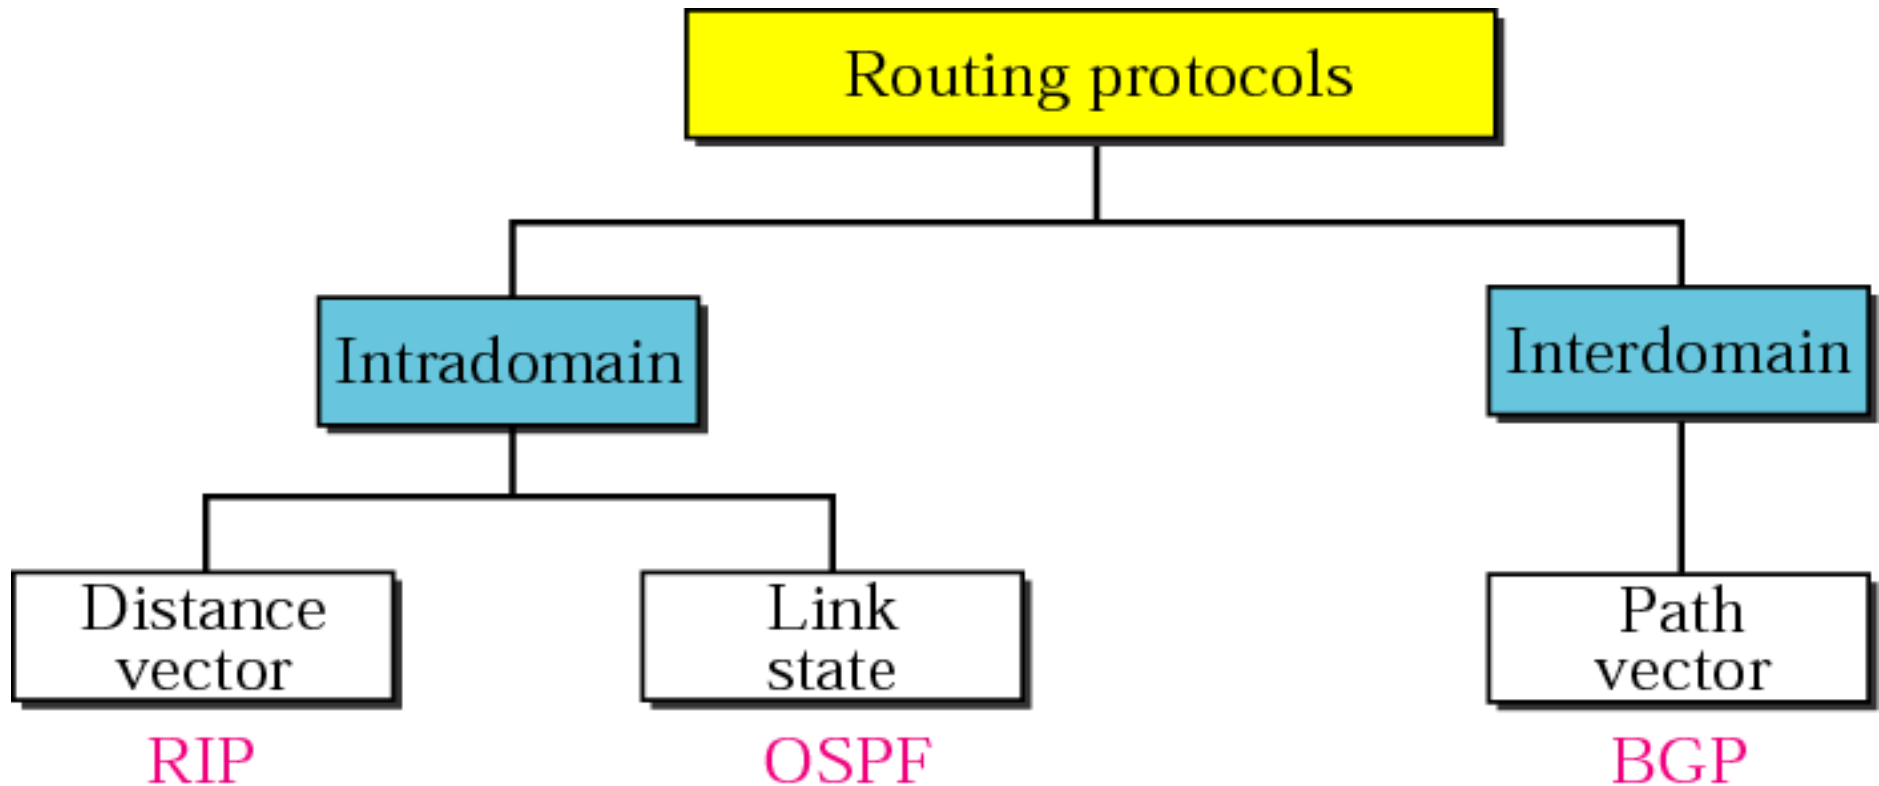 Routing protocols
Intradomain
Interdomain
Distance
vector
Link
state
Path
vector
RIP
OSPF
BGP